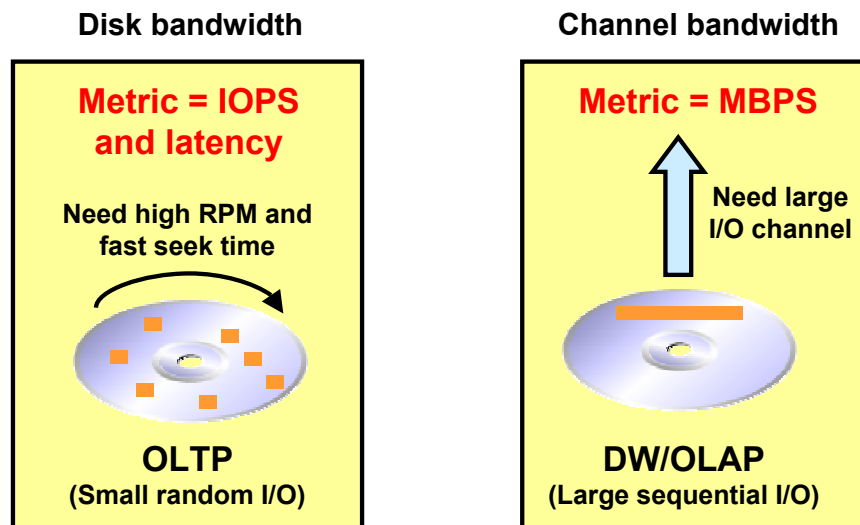 Disk bandwidth
Metric = IOPS
and latency
Need high RPM and
fast seek time
OLTP
(Small random I/O)
Channel bandwidth
Metric = MBPS
Need large
I/O channel
DW/OLAP
(Large sequential I/O)